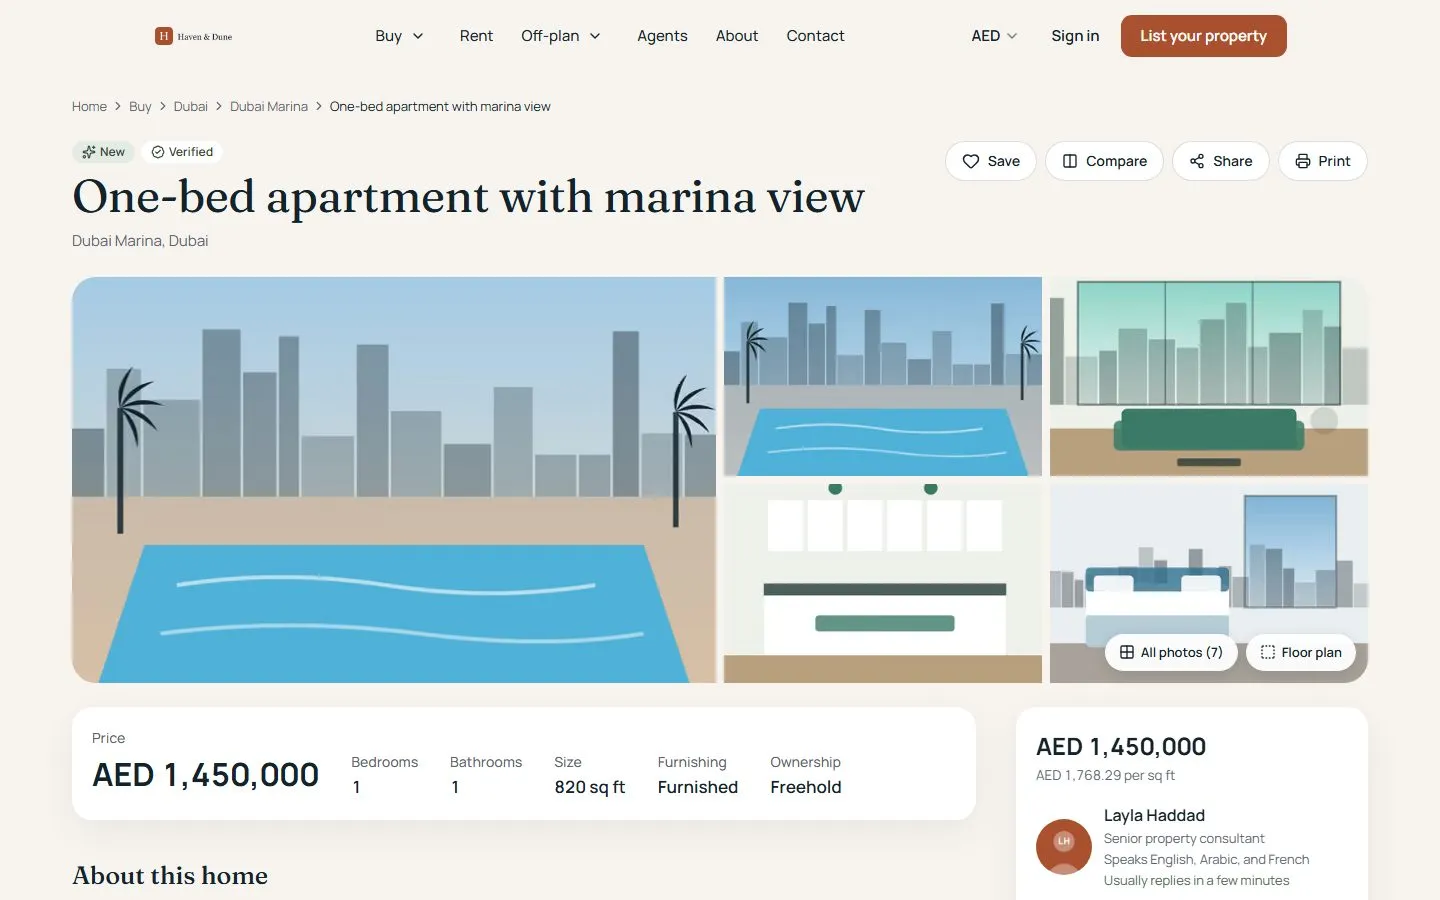 H Haven & Dune
Buy Rent Off-plan Agents About Contact AED Sign in List your property
Home > Buy > Dubai > Dubai Marina > One-bed apartment with marina view
New Verified
Save Compare Share Print
One-bed apartment with marina view
Dubai Marina, Dubai
All photos (7) Floor plan
Price
AED 1,450,000
Bedrooms Bathrooms Size Furnishing Ownership
1 1 820 sq ft Furnished Freehold
AED 1,450,000
AED 1,768.29 per sq ft
LH
Layla Haddad
Senior property consultant
Speaks English, Arabic, and French
Usually replies in a few minutes
About this home